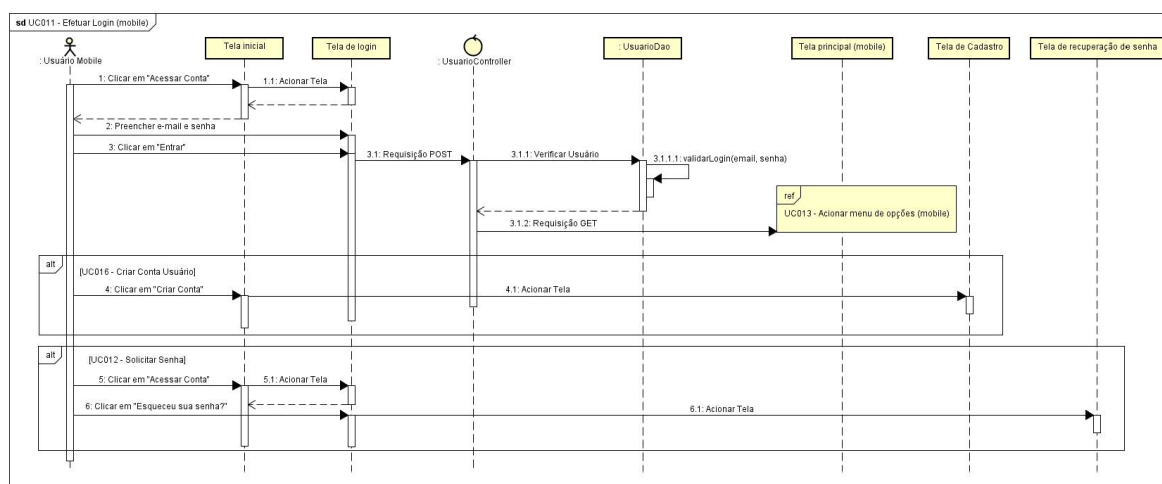 sd UC011 - Efetuar Login (mobile)
: Usuário Mobile
Tela inicial
Tela de login
: UsuarioController
: UsuarioDao
Tela principal (mobile)
Tela de Cadastro
Tela de recuperação de senha
1: Clicar em "Acessar Conta"
1.1: Acionar Tela
2: Preencher e-mail e senha
3: Clicar em "Entrar"
3.1: Requisição POST
3.1.1: Verificar Usuário
3.1.1.1: validarLogin(email, senha)
ref
UC013 - Acionar menu de opções (mobile)
3.1.2: Requisição GET
alt
[UC016 - Criar Conta Usuário]
4: Clicar em "Criar Conta"
4.1: Acionar Tela
alt
[UC012 - Solicitar Senha]
5: Clicar em "Acessar Conta"
5.1: Acionar Tela
6: Clicar em "Esqueceu sua senha?"
6.1: Acionar Tela